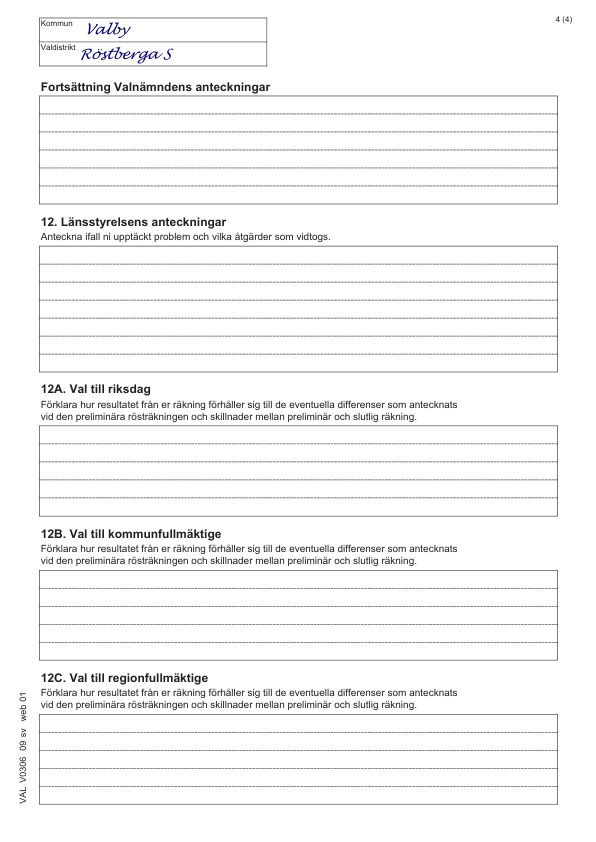 Kommun Valby
4 (4)
Valdistrikt Röstberga S
Fortsättning Valnämndens anteckningar
12. Länsstyrelsens anteckningar
Anteckna ifall ni upptäckt problem och vilka åtgärder som vidtogs.
12A. Val till riksdag
Förklara hur resultatet från er räkning förhåller sig till de eventuella differenser som antecknats
vid den preliminära rösträkningen och skillnader mellan preliminär och slutlig räkning.
12B. Val till kommunfullmäktige
Förklara hur resultatet från er räkning förhåller sig till de eventuella differenser som antecknats
vid den preliminära rösträkningen och skillnader mellan preliminär och slutlig räkning.
12C. Val till regionfullmäktige
Förklara hur resultatet från er räkning förhåller sig till de eventuella differenser som antecknats
vid den preliminära rösträkningen och skillnader mellan preliminär och slutlig räkning.
VAL V0306 09 sv web 01